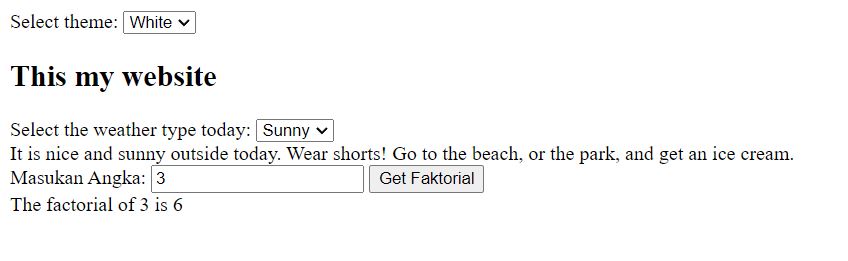 Select theme: White
This my website
Select the weather type today: Sunny
It is nice and sunny outside today. Wear shorts! Go to the beach, or the park, and get an ice cream.
Masukan Angka: 3 Get Faktorial
The factorial of 3 is 6